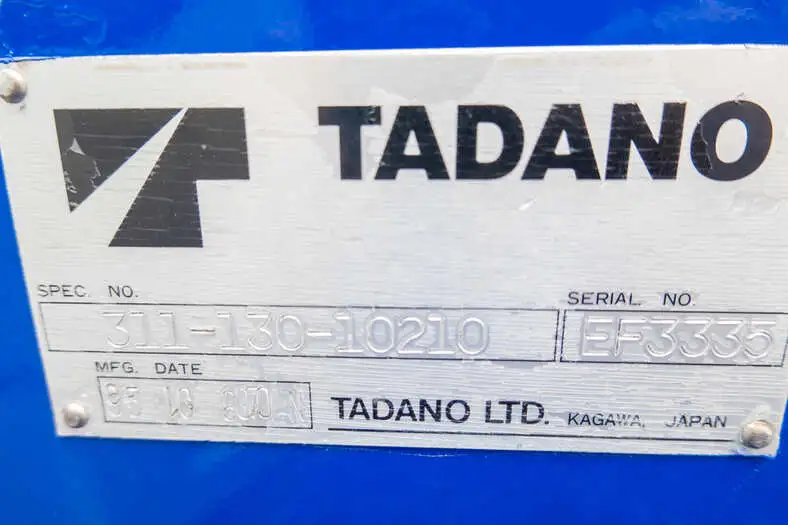 TADANO
SPEC. NO.
311-130-10210
SERIAL NO.
EF3335
MFG. DATE
TADANO LTD. KAGAWA, JAPAN